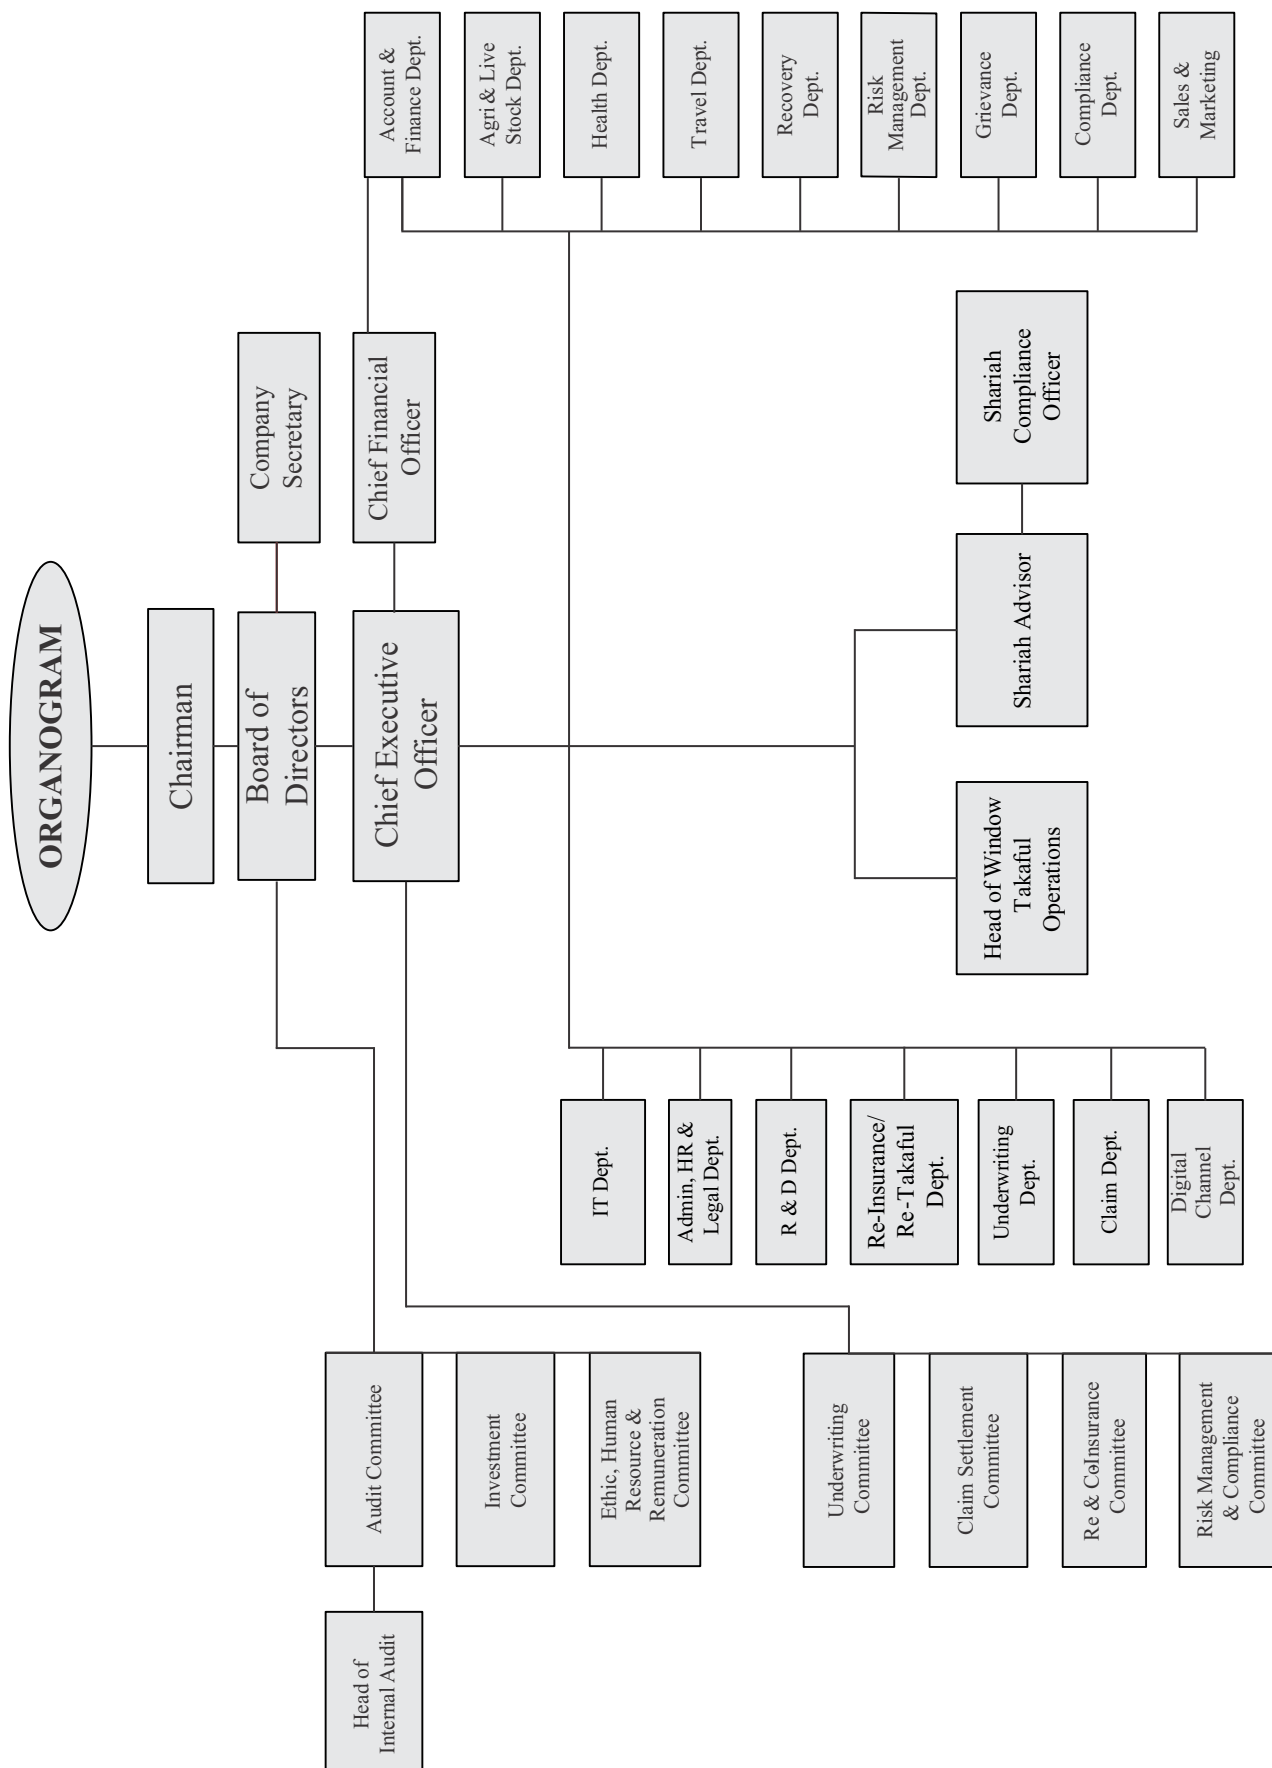 ORGANOGRAM
Chairman
Board of
Directors
Company
Secretary
Chief Executive
Officer
Chief Financial
Officer
Head of
Internal Audit
Audit Committee
Investment
Committee
Ethic, Human
Resource &
Remuneration
Committee
Underwriting
Committee
Claim Settlement
Committee
Re & CoInsurance
Committee
Risk Management
& Compliance
Committee
IT Dept.
Admin, HR &
Legal Dept.
R & D Dept.
Re-Insurance/
Re-Takaful
Dept.
Underwriting
Dept.
Claim Dept.
Digital
Channel
Dept.
Head of Window
Takaful
Operations
Shariah Advisor
Shariah
Compliance
Officer
Account &
Finance Dept.
Agri & Live
Stock Dept.
Health Dept.
Travel Dept.
Recovery
Dept.
Risk
Management
Dept.
Grievance
Dept.
Compliance
Dept.
Sales &
Marketing